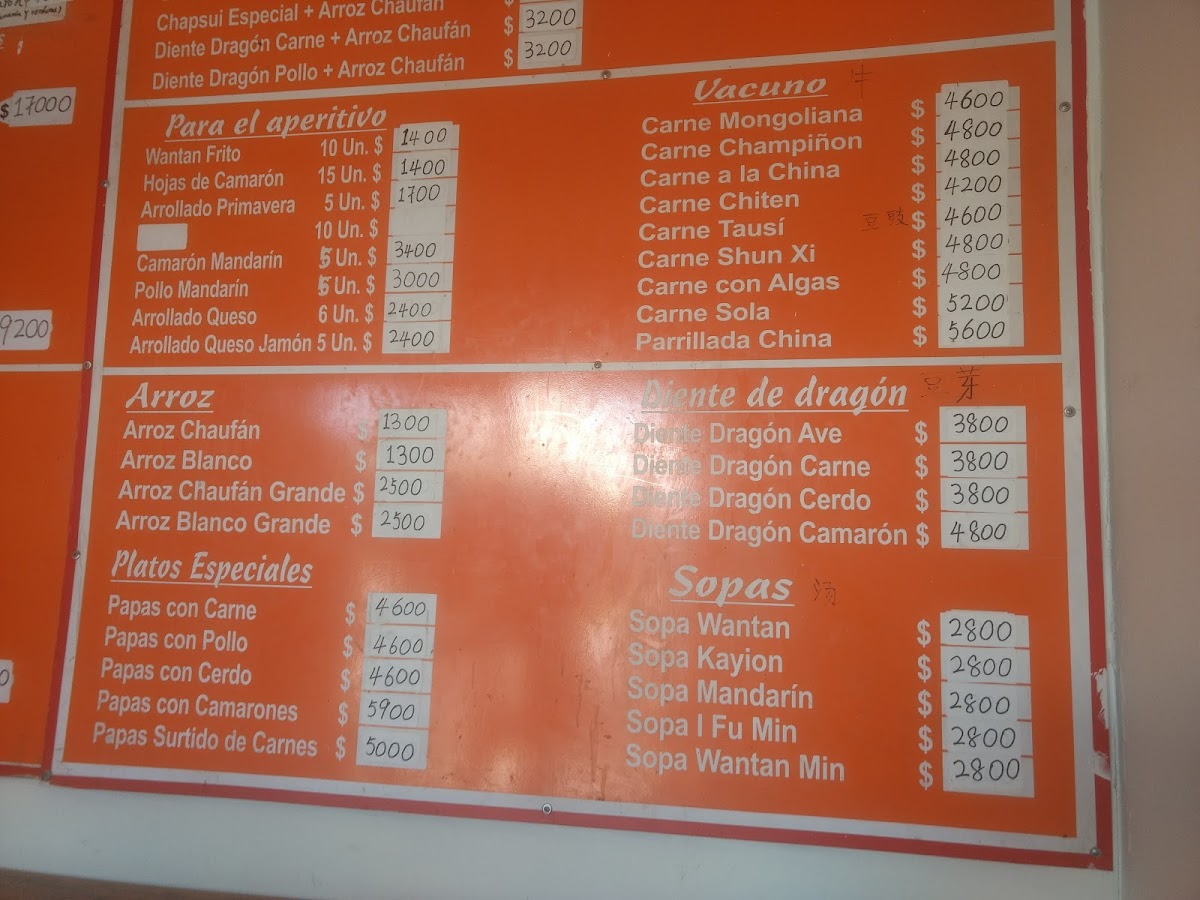 $ 17000
9200
Chapsui Especial + Arroz Chaufán $ 3200
Diente Dragón Carne + Arroz Chaufán $ 3200
Diente Dragón Pollo + Arroz Chaufán $
Para el aperitivo
Wantan Frito 10 Un. $ 1400
Hojas de Camarón 15 Un. $ 1400
Arrollado Primavera 5 Un. $ 1700
10 Un. $
Camarón Mandarín 5 Un. $ 3400
Pollo Mandarín 5 Un. $ 3000
Arrollado Queso 6 Un. $ 2400
Arrollado Queso Jamón 5 Un. $ 2400
Arroz
Arroz Chaufán $ 1300
Arroz Blanco $ 1300
Arroz Chaufán Grande $ 2500
Arroz Blanco Grande $ 2500
Platos Especiales
Papas con Carne $ 4600
Papas con Pollo $ 4600
Papas con Cerdo $ 4600
Papas con Camarones $ 5900
Papas Surtido de Carnes $ 5000
Vacuno 牛
Carne Mongoliana $ 4600
Carne Champiñon $ 4800
Carne a la China $ 4800
Carne Chiten $ 4200
Carne Tausí 豆豉 $ 4600
Carne Shun Xi $ 4800
Carne con Algas $ 4800
Carne Sola $ 5200
Parrillada China $ 5600
Diente de dragón 豆芽
Diente Dragón Ave $ 3800
Diente Dragón Carne $ 3800
Diente Dragón Cerdo $ 3800
Diente Dragón Camarón $ 4800
Sopas 汤
Sopa Wantan $ 2800
Sopa Kayion $ 2800
Sopa Mandarín $ 2800
Sopa I Fu Min $ 2800
Sopa Wantan Min $ 2800